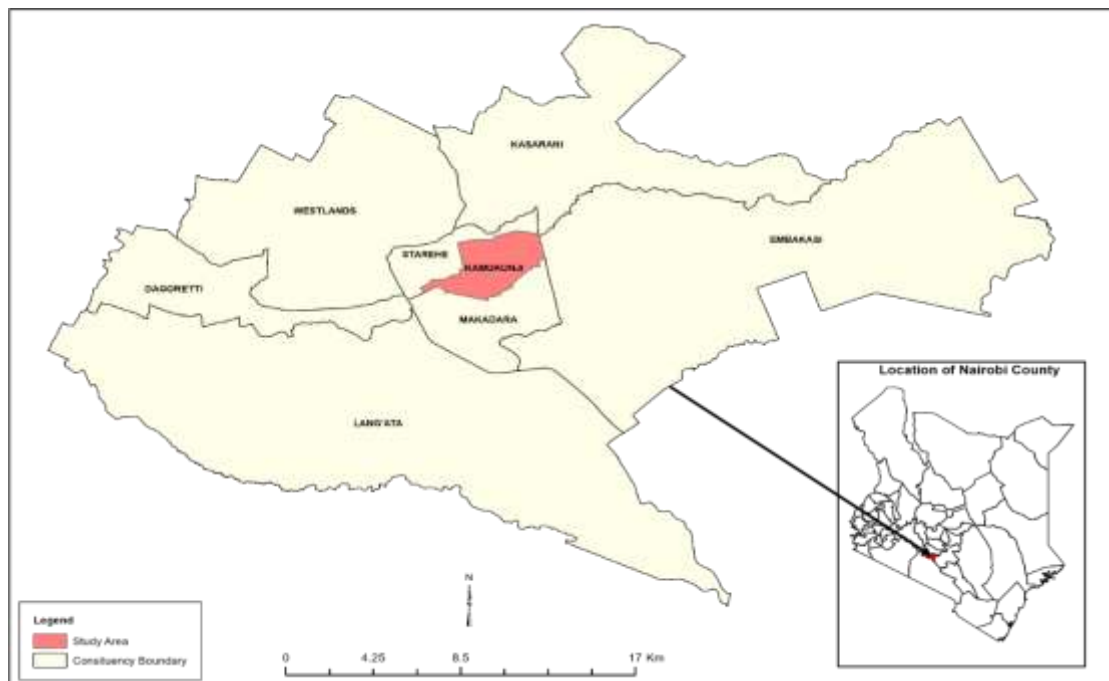 KASARANI
WESTLANDS
EMBAKASI
STAREHE
KAMUKUNJI
DAGORETTI
MAKADARA
LANG'ATA
Location of Nairobi County
N
Legend
Study Area
Consituency Boundary
0 4.25 8.5 17 Km